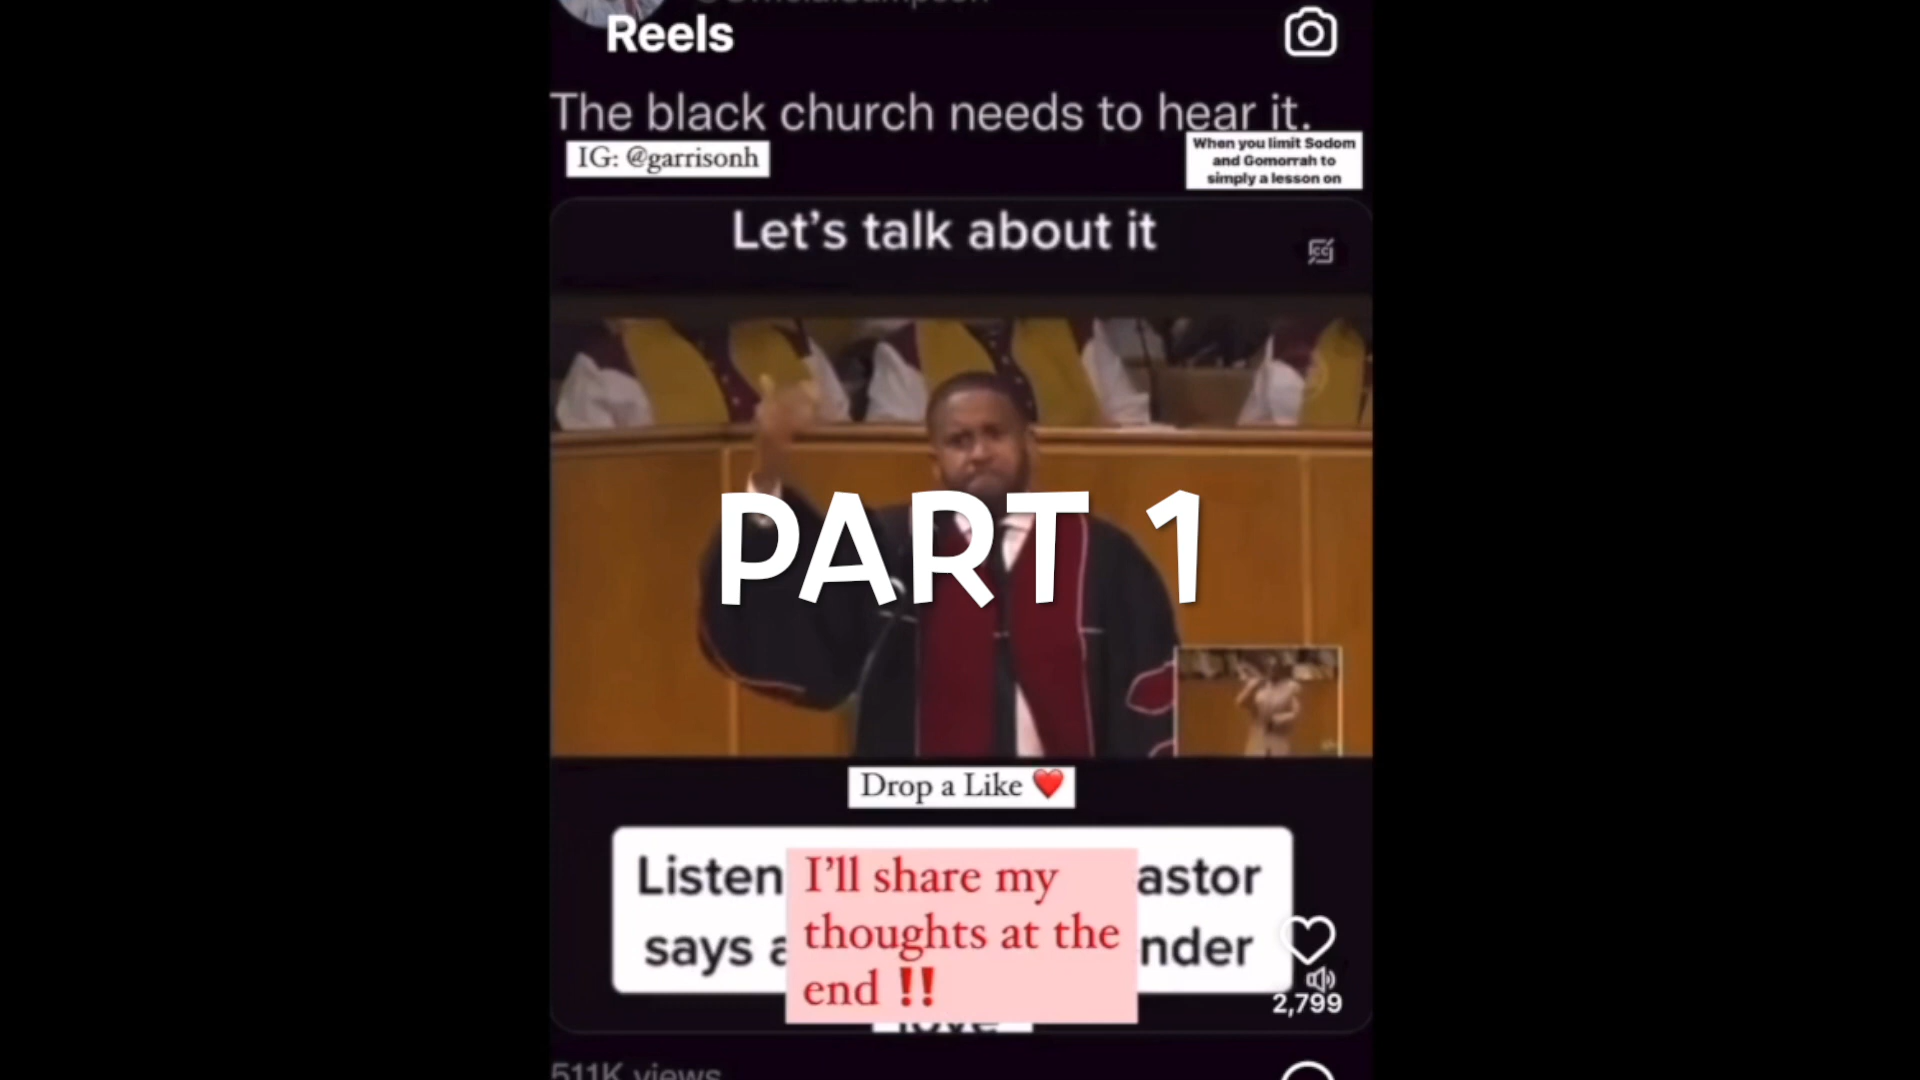 Reels
The black church needs to hear it.
IG: @garrisonh
When you limit Sodom
and Gomorrah to
simply a lesson on
Let's talk about it
PART 1
Drop a Like ❤️
Listen
says a
I'll share my
thoughts at the
end ‼️
astor
nder
2,799
love
511K views